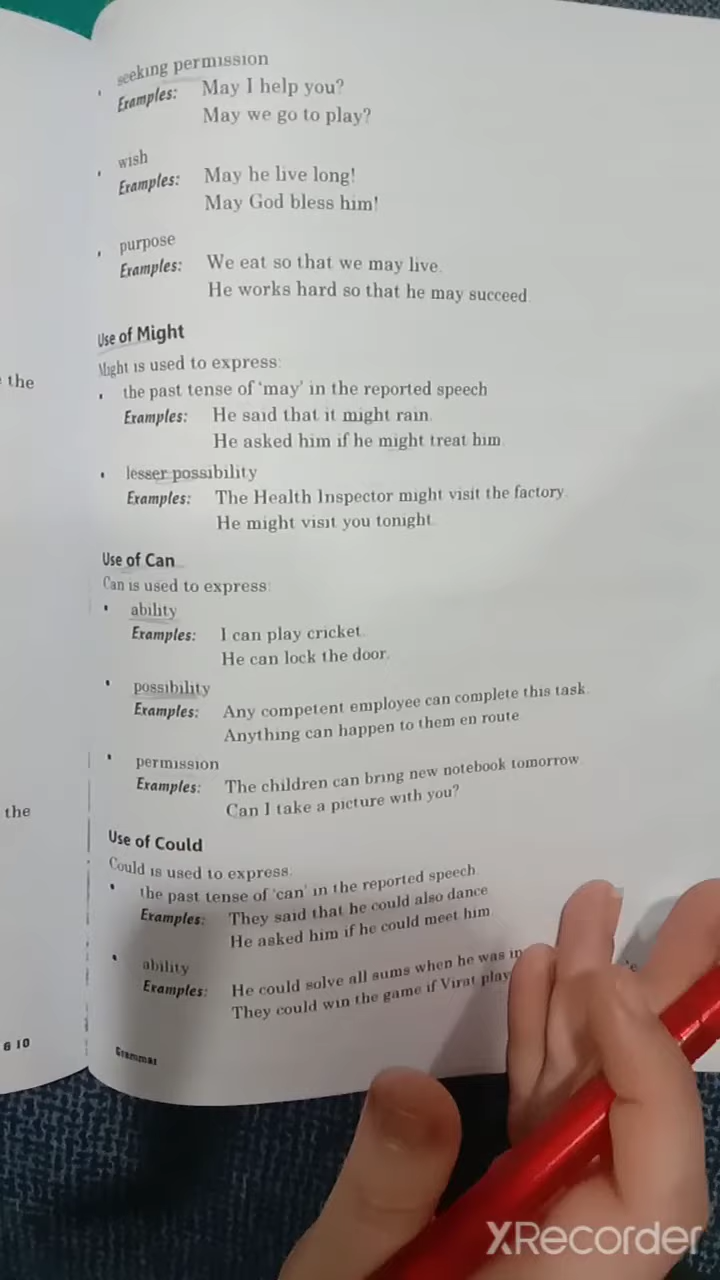 seeking permission
Examples: May I help you?
May we go to play?
wish
Examples: May he live long!
May God bless him!
purpose
Examples: We eat so that we may live.
He works hard so that he may succeed.
Use of Might
Might is used to express:
the past tense of 'may' in the reported speech
Examples: He said that it might rain.
He asked him if he might treat him.
lesser possibility
Examples: The Health Inspector might visit the factory.
He might visit you tonight.
Use of Can
Can is used to express:
ability
Examples: I can play cricket.
He can lock the door.
possibility
Examples: Any competent employee can complete this task.
Anything can happen to them en route.
permission
Examples: The children can bring new notebook tomorrow.
Can I take a picture with you?
Use of Could
Could is used to express:
the past tense of 'can' in the reported speech.
Examples: They said that he could also dance.
He asked him if he could meet him.
ability
Examples: He could solve all sums when he was in
They could win the game if Virat play
Grammar
the
the
& 10
XRecorder